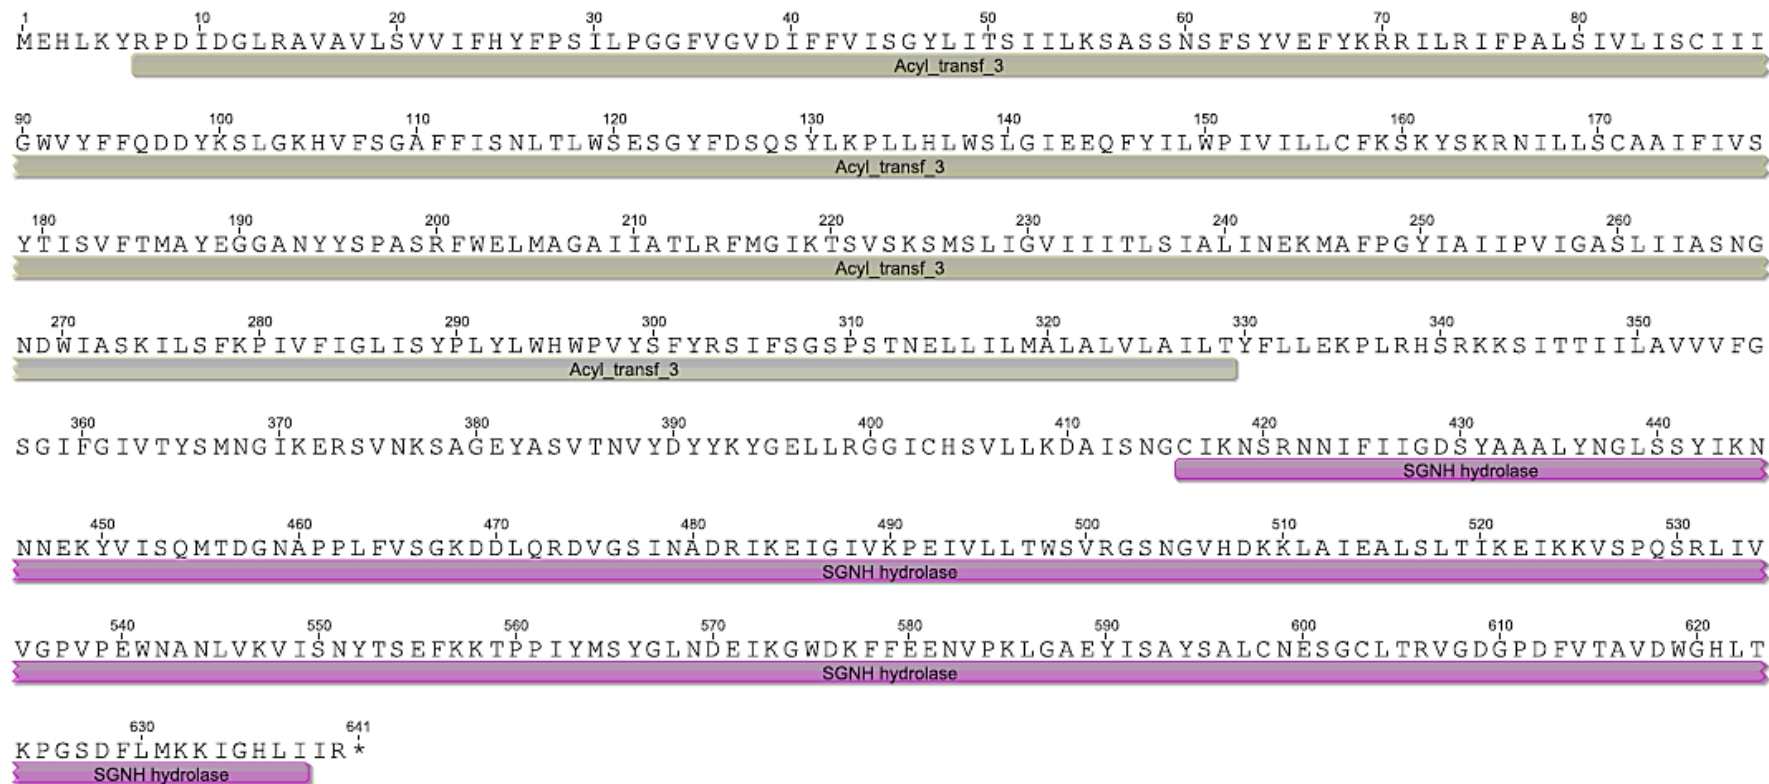 1 10 20 30 40 50 60 70 80
MEHLKYRPDIDGLRAVAVLSVVIFHYFPSILPGGFVGVDIFFVISGYLITSIILKSASSNSFSYVEFYKRRILRIFPALSIVLISCIII
Acyl_transf_3
90 100 110 120 130 140 150 160 170
GWVYFFQDDYKSLGKHVFSGAFFISNLTLWSESGYFDSQSYLKPLLHLWSLGIEEQFYILWPIVILLCFKSKYSKRNILLSCAAIFIVS
Acyl_transf_3
180 190 200 210 220 230 240 250 260
YTISVFTMAYEGGANYYSPASRFWELMAGAIIATLRFMGIKTSVSKSMSLIGVIIITLSIALINEKMAFPGYIAIIPVIGASLIIASNG
Acyl_transf_3
270 280 290 300 310 320 330 340 350
NDWIASKILSFKPIVFIGLISYPLYLWHWPVYSFYRSIFSGSPSTNELLILMALALVLAILTYFLLEKPLRHSRKKSITTIILAVVVFG
Acyl_transf_3
360 370 380 390 400 410 420 430 440
SGIFGIVTYSMNGIKERSVNKSAGEYASVTNVYDYYKYGELLRGGICHSVLLKDAISNGCIKNSRNNIFIIGDSYAAALYNGLSSYIKN
SGNH hydrolase
450 460 470 480 490 500 510 520 530
NNEKYVISQMTDGNAPPLFVSGKDDLQRDVGSINADRIKEIGIVKPEIVLLTWSVRGSNGVHDKKLAIEALSLTIKEIKKVSPQSRLIV
SGNH hydrolase
540 550 560 570 580 590 600 610 620
VGPVPEWNANLVKVISNYTSEFKKTPPIYMSYGLNDEIKGWDKFFEENVPKLGAEYISAYSALCNESGCLTRVGDGPDFVTAVDWGHLT
SGNH hydrolase
630 641
KPGSDFLMKKIGHLIIR*
SGNH hydrolase